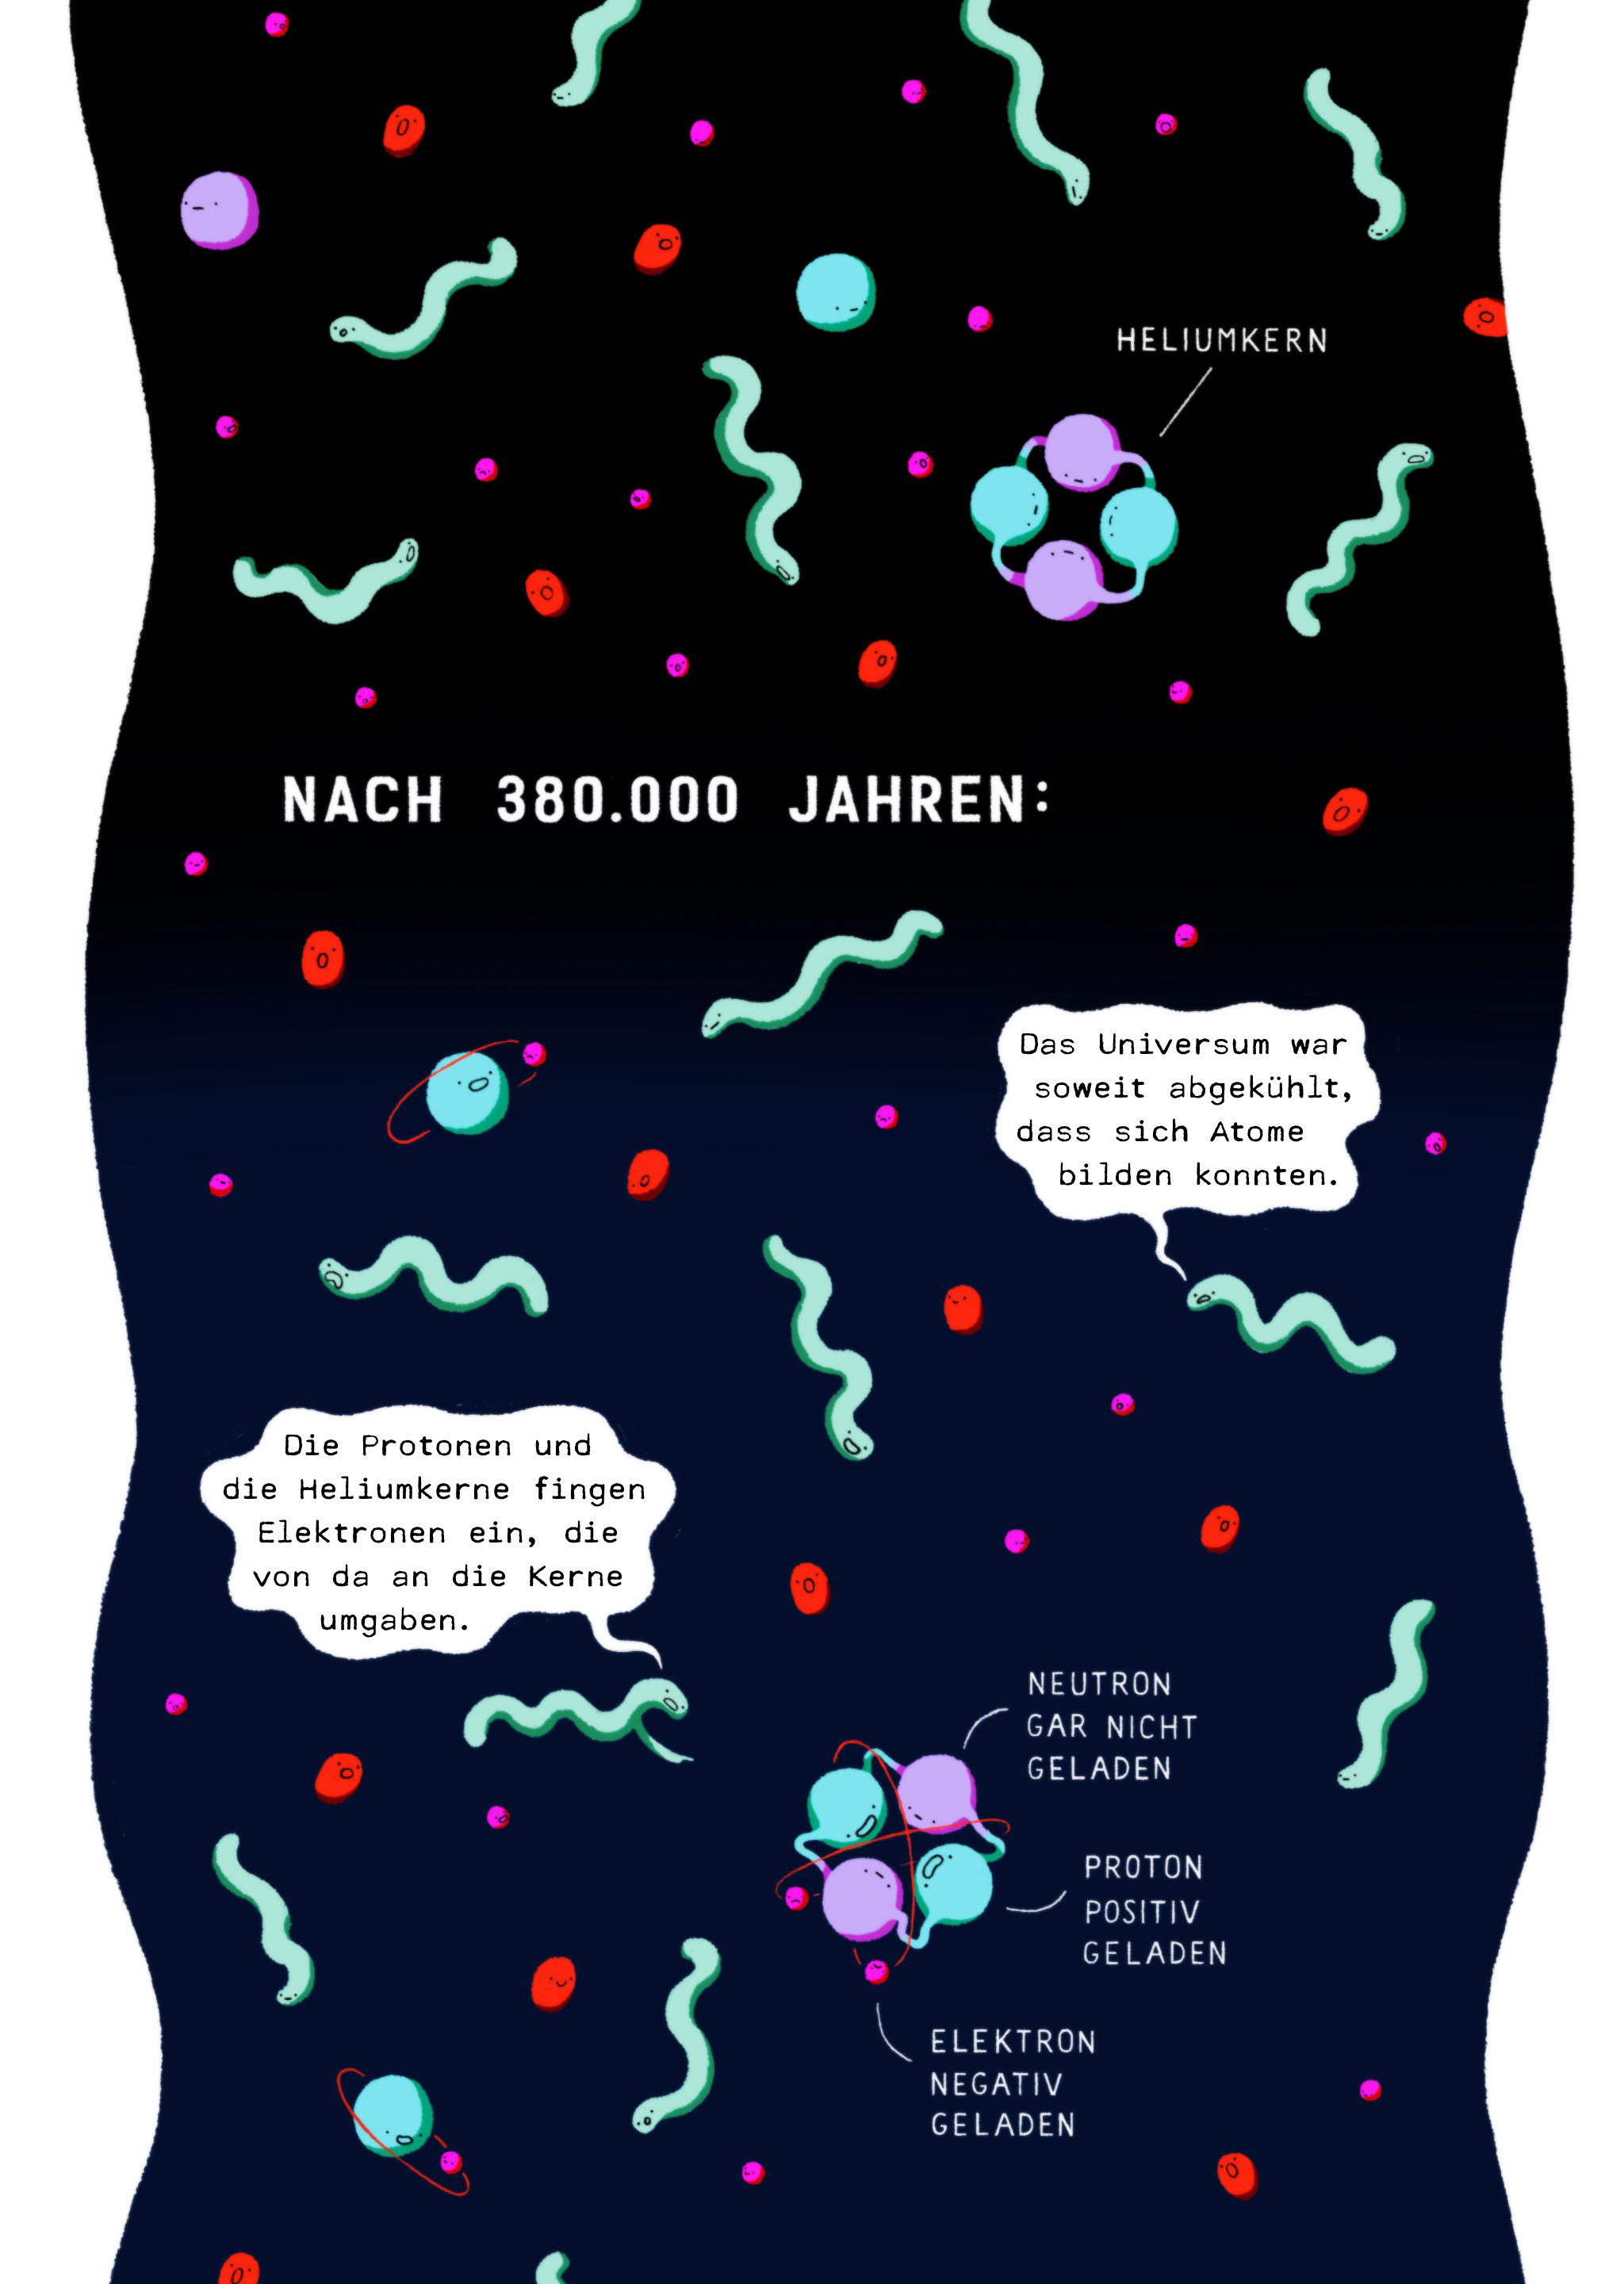 HELIUMKERN
NACH 380.000 JAHREN:
Das Universum war
soweit abgekühlt,
dass sich Atome
bilden konnten.
Die Protonen und
die Heliumkerne fingen
Elektronen ein, die
von da an die Kerne
umgaben.
NEUTRON
GAR NICHT
GELADEN
PROTON
POSITIV
GELADEN
ELEKTRON
NEGATIV
GELADEN